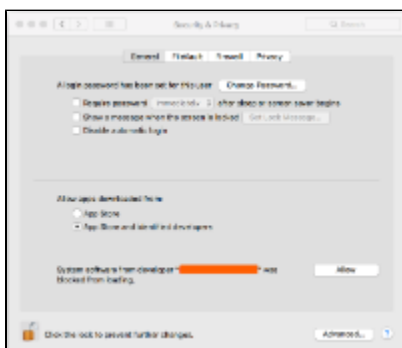 Security & Privacy
Search
General FileVault Firewall Privacy
A login password has been set for this user Change Password...
Require password immediately after sleep or screen saver begins
Show a message when the screen is locked Set Lock Message...
Disable automatic login
Allow apps downloaded from:
App Store
App Store and identified developers
System software from developer "
" was
blocked from loading.
Allow
Click the lock to prevent further changes.
Advanced...
?